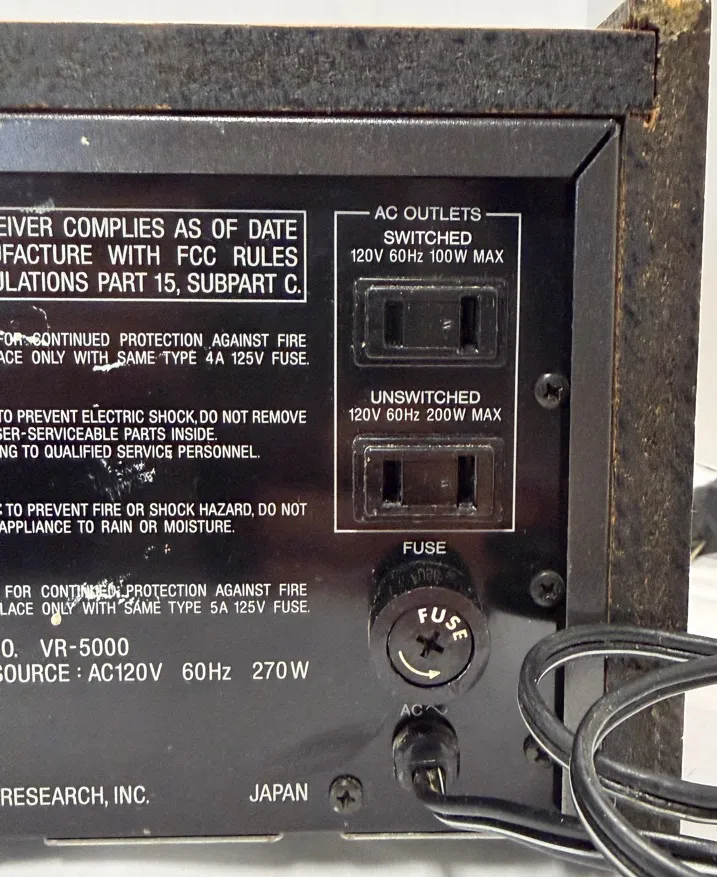 EIVER COMPLIES AS OF DATE
UFACTURE WITH FCC RULES
ULATIONS PART 15, SUBPART C.
FOR CONTINUED PROTECTION AGAINST FIRE
ACE ONLY WITH SAME TYPE 4A 125V FUSE.
TO PREVENT ELECTRIC SHOCK, DO NOT REMOVE
SER-SERVICEABLE PARTS INSIDE.
NG TO QUALIFIED SERVICE PERSONNEL.
: TO PREVENT FIRE OR SHOCK HAZARD, DO NOT
APPLIANCE TO RAIN OR MOISTURE.
FOR CONTINUED PROTECTION AGAINST FIRE
LACE ONLY WITH SAME TYPE 5A 125V FUSE.
O. VR-5000
SOURCE : AC120V 60Hz 270W
RESEARCH, INC. JAPAN
AC OUTLETS
SWITCHED
120V 60Hz 100W MAX
UNSWITCHED
120V 60Hz 200W MAX
FUSE
FUSE
AC